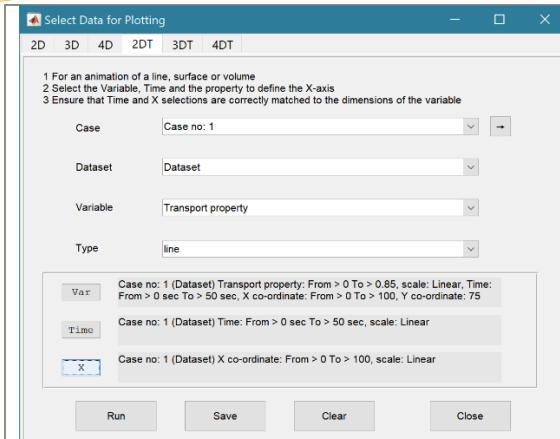 Select Data for Plotting
2D 3D 4D 2DT 3DT 4DT
1 For an animation of a line, surface or volume
2 Select the Variable, Time and the property to define the X-axis
3 Ensure that Time and X selections are correctly matched to the dimensions of the variable
Case Case no: 1 →
Dataset Dataset
Variable Transport property
Type line
Var Case no: 1 (Dataset) Transport property: From > 0 To > 0.85, scale: Linear, Time:
From > 0 sec To > 50 sec, X co-ordinate: From > 0 To > 100, Y co-ordinate: 75
Time Case no: 1 (Dataset) Time: From > 0 sec To > 50 sec, scale: Linear
X Case no: 1 (Dataset) X co-ordinate: From > 0 To > 100, scale: Linear
Run Save Clear Close